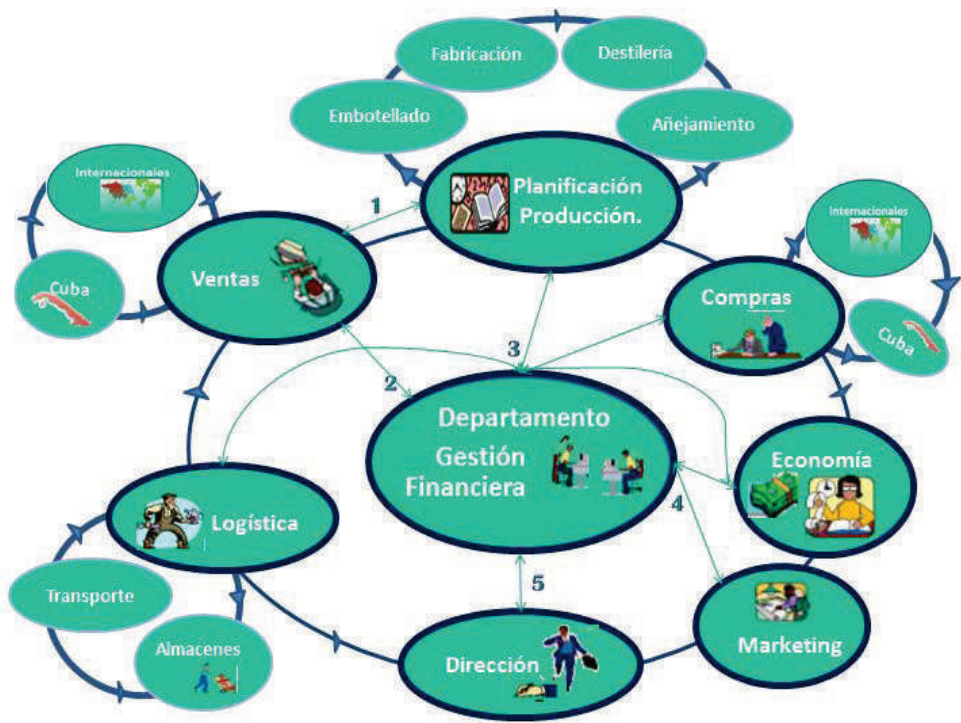 Fabricación
Destilería
Embotellado
Añejamiento
Internacionales
1
Planificación
Producción.
Internacionales
Ventas
Cuba
Compras
Cuba
3
2
Departamento
Gestión
Financiera
Economía
4
Logística
Transporte
5
Almacenes
Dirección
Marketing